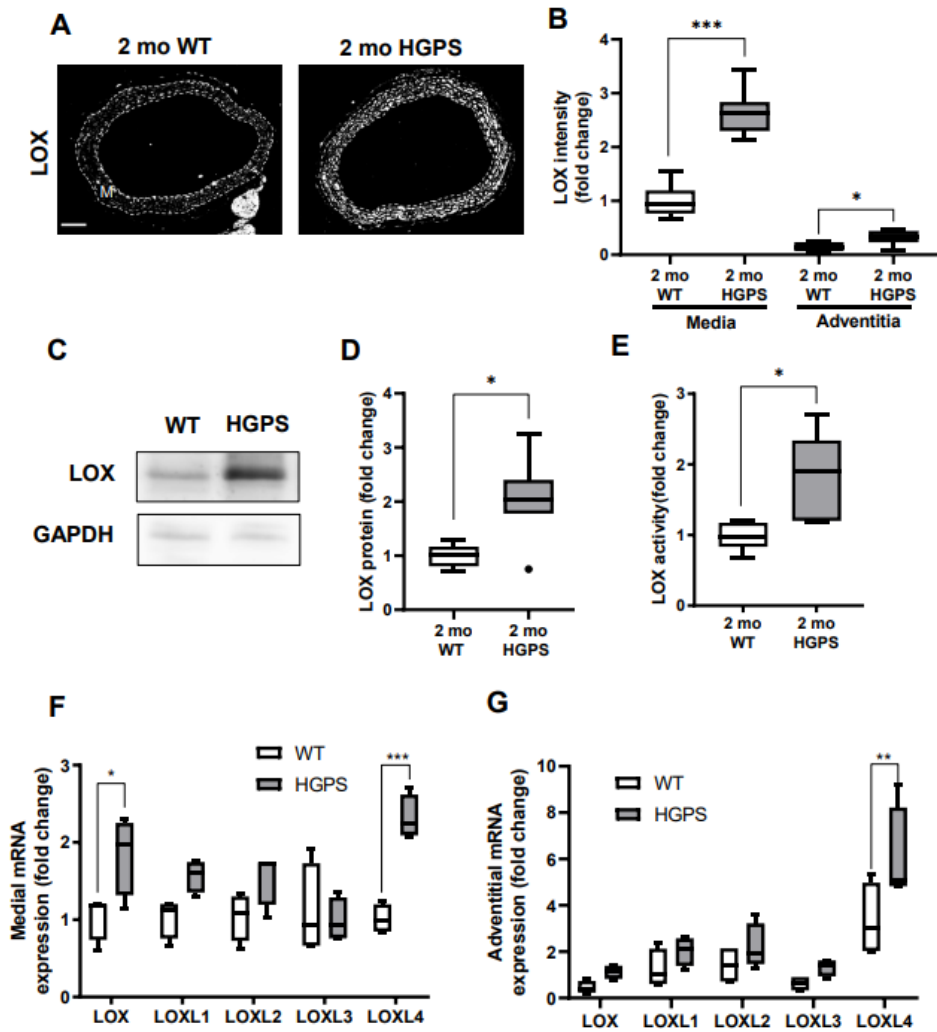 A
2 mo WT
2 mo HGPS
LOX
M
B
LOX intensity
(fold change)
4
3
2
1
0
***
*
2 mo
WT
2 mo
HGPS
2 mo
WT
2 mo
HGPS
Media
Adventitia
C
WT
HGPS
LOX
GAPDH
D
LOX protein (fold change)
4
3
2
1
0
*
2 mo
WT
2 mo
HGPS
E
LOX activity(fold change)
3
2
1
0
*
2 mo
WT
2 mo
HGPS
F
Medial mRNA
expression (fold change)
3
2
1
0
WT
HGPS
*
***
LOX LOXL1 LOXL2 LOXL3 LOXL4
G
Adventitial mRNA
expression (fold change)
10
8
6
4
2
0
WT
HGPS
**
LOX LOXL1 LOXL2 LOXL3 LOXL4